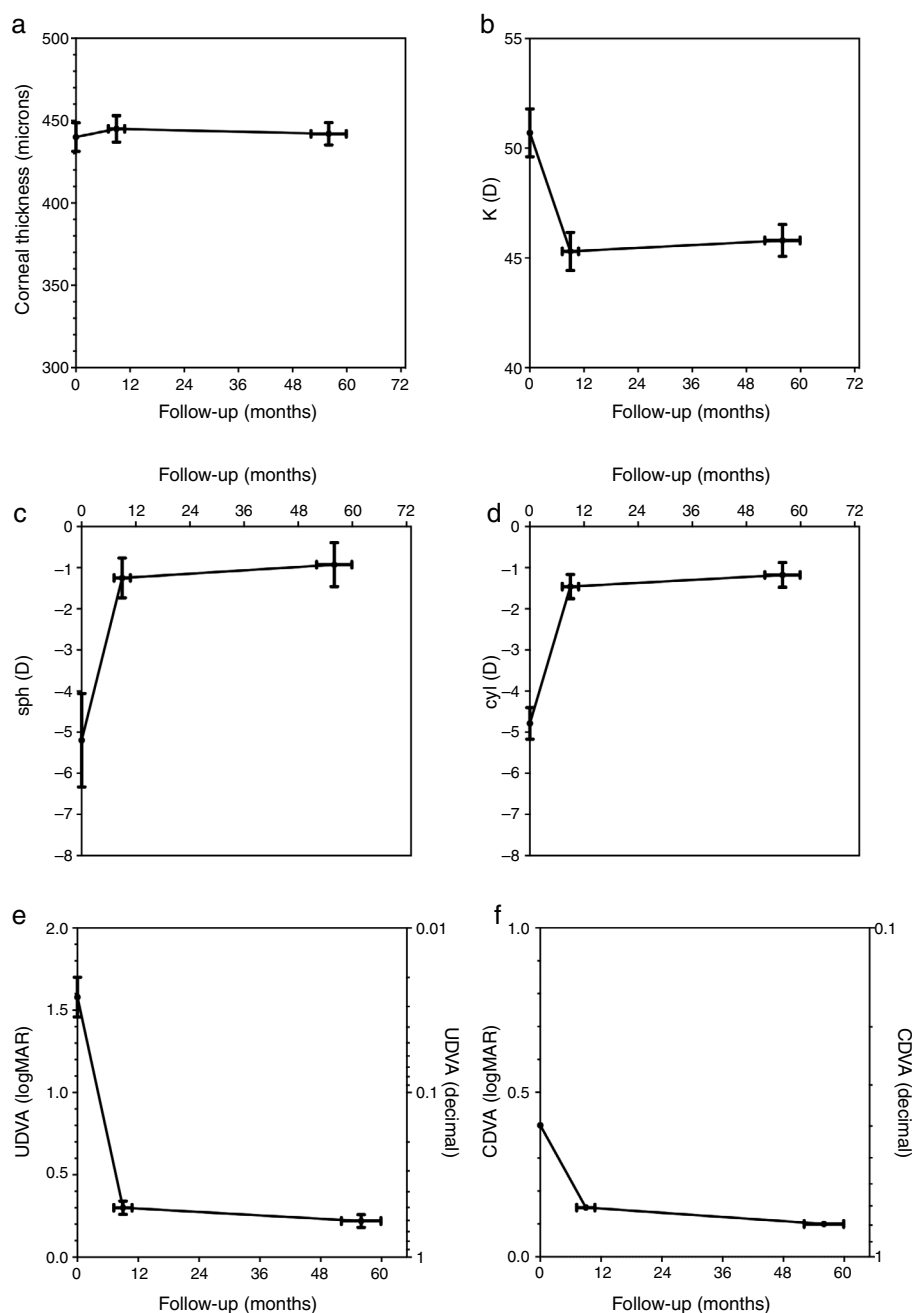 a
500
450
400
450
300
Corneal thickness (microns)
0 12 24 36 48 60 72
Follow-up (months)
b
55
50
45
40
K (D)
0 12 24 36 48 60 72
Follow-up (months)
Follow-up (months)
c
0 12 24 36 48 60 72
0
–1
–2
–3
–4
–5
–6
–7
–8
sph (D)
Follow-up (months)
d
0 12 24 36 48 60 72
0
–1
–2
–3
–4
–5
–6
–7
–8
cyl (D)
e
2.0
1.5
1.0
0.5
0.0
UDVA (logMAR)
0.01
0.1
1
UDVA (decimal)
0 12 24 36 48 60
Follow-up (months)
f
1.0
0.5
0.0
CDVA (logMAR)
0.1
1
CDVA (decimal)
0 12 24 36 48 60
Follow-up (months)